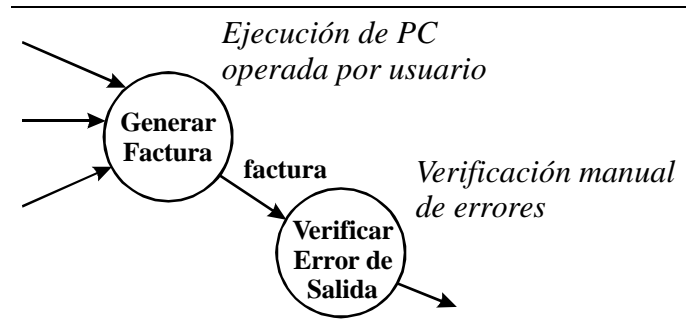 Ejecución de PC
operada por usuario
Generar
Factura
factura
Verificación manual
de errores
Verificar
Error de
Salida